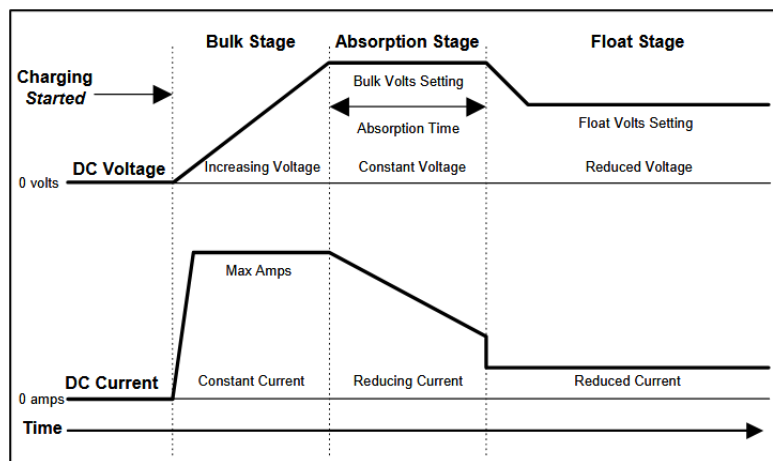 Bulk Stage
Absorption Stage
Float Stage
Charging
Started
Bulk Volts Setting
Absorption Time
Float Volts Setting
DC Voltage
Increasing Voltage
Constant Voltage
Reduced Voltage
0 volts
Max Amps
DC Current
Constant Current
Reducing Current
Reduced Current
0 amps
Time